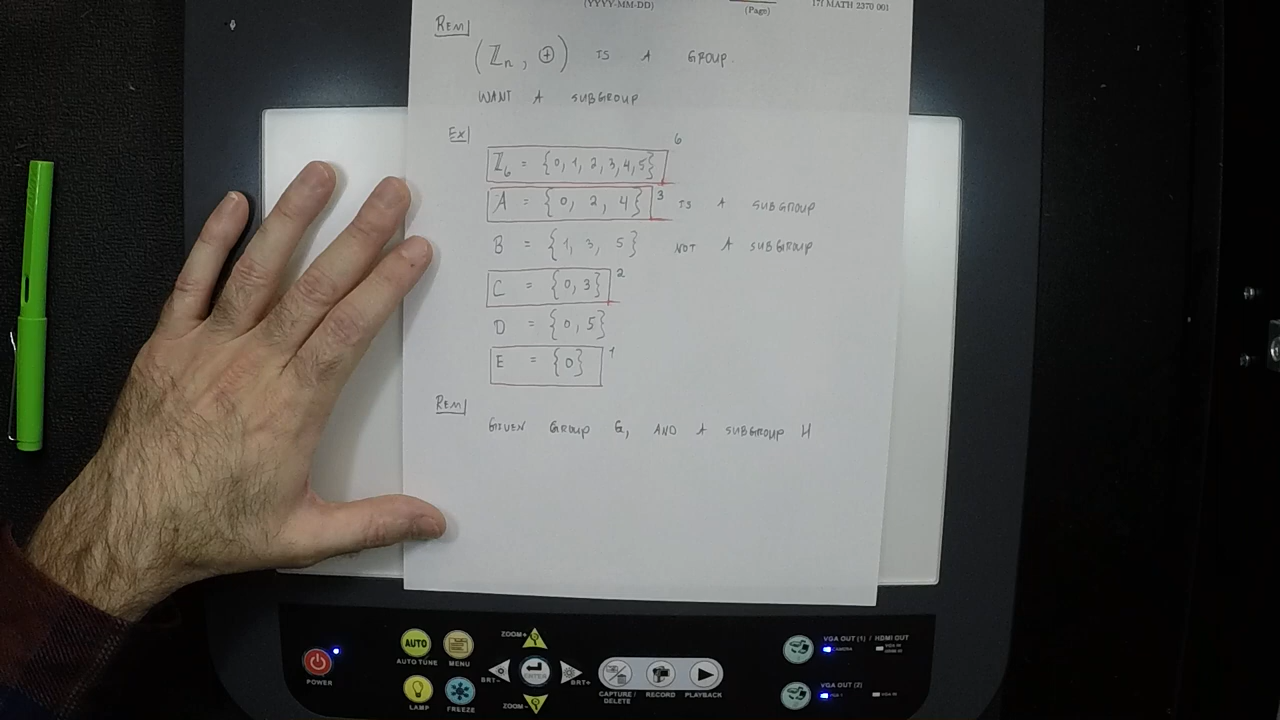 (YYYY-MM-DD) (Page) 17f MATH 2370 001
REM
(ℤn, ⊕) IS A GROUP.
WANT A SUBGROUP
EX
ℤ6 = {0, 1, 2, 3, 4, 5} 6
A = {0, 2, 4} 3 IS A SUBGROUP
B = {1, 3, 5} NOT A SUBGROUP
C = {0, 3} 2
D = {0, 5}
E = {0} 1
REM
GIVEN GROUP G, AND A SUBGROUP H
POWER
AUTO
AUTO TUNE
MENU
LAMP
FREEZE
ZOOM+
BRT-
ENTER
BRT+
ZOOM-
CAPTURE / DELETE
RECORD
PLAYBACK
VGA OUT (1) / HDMI OUT
CAMERA
VGA OUT (2)